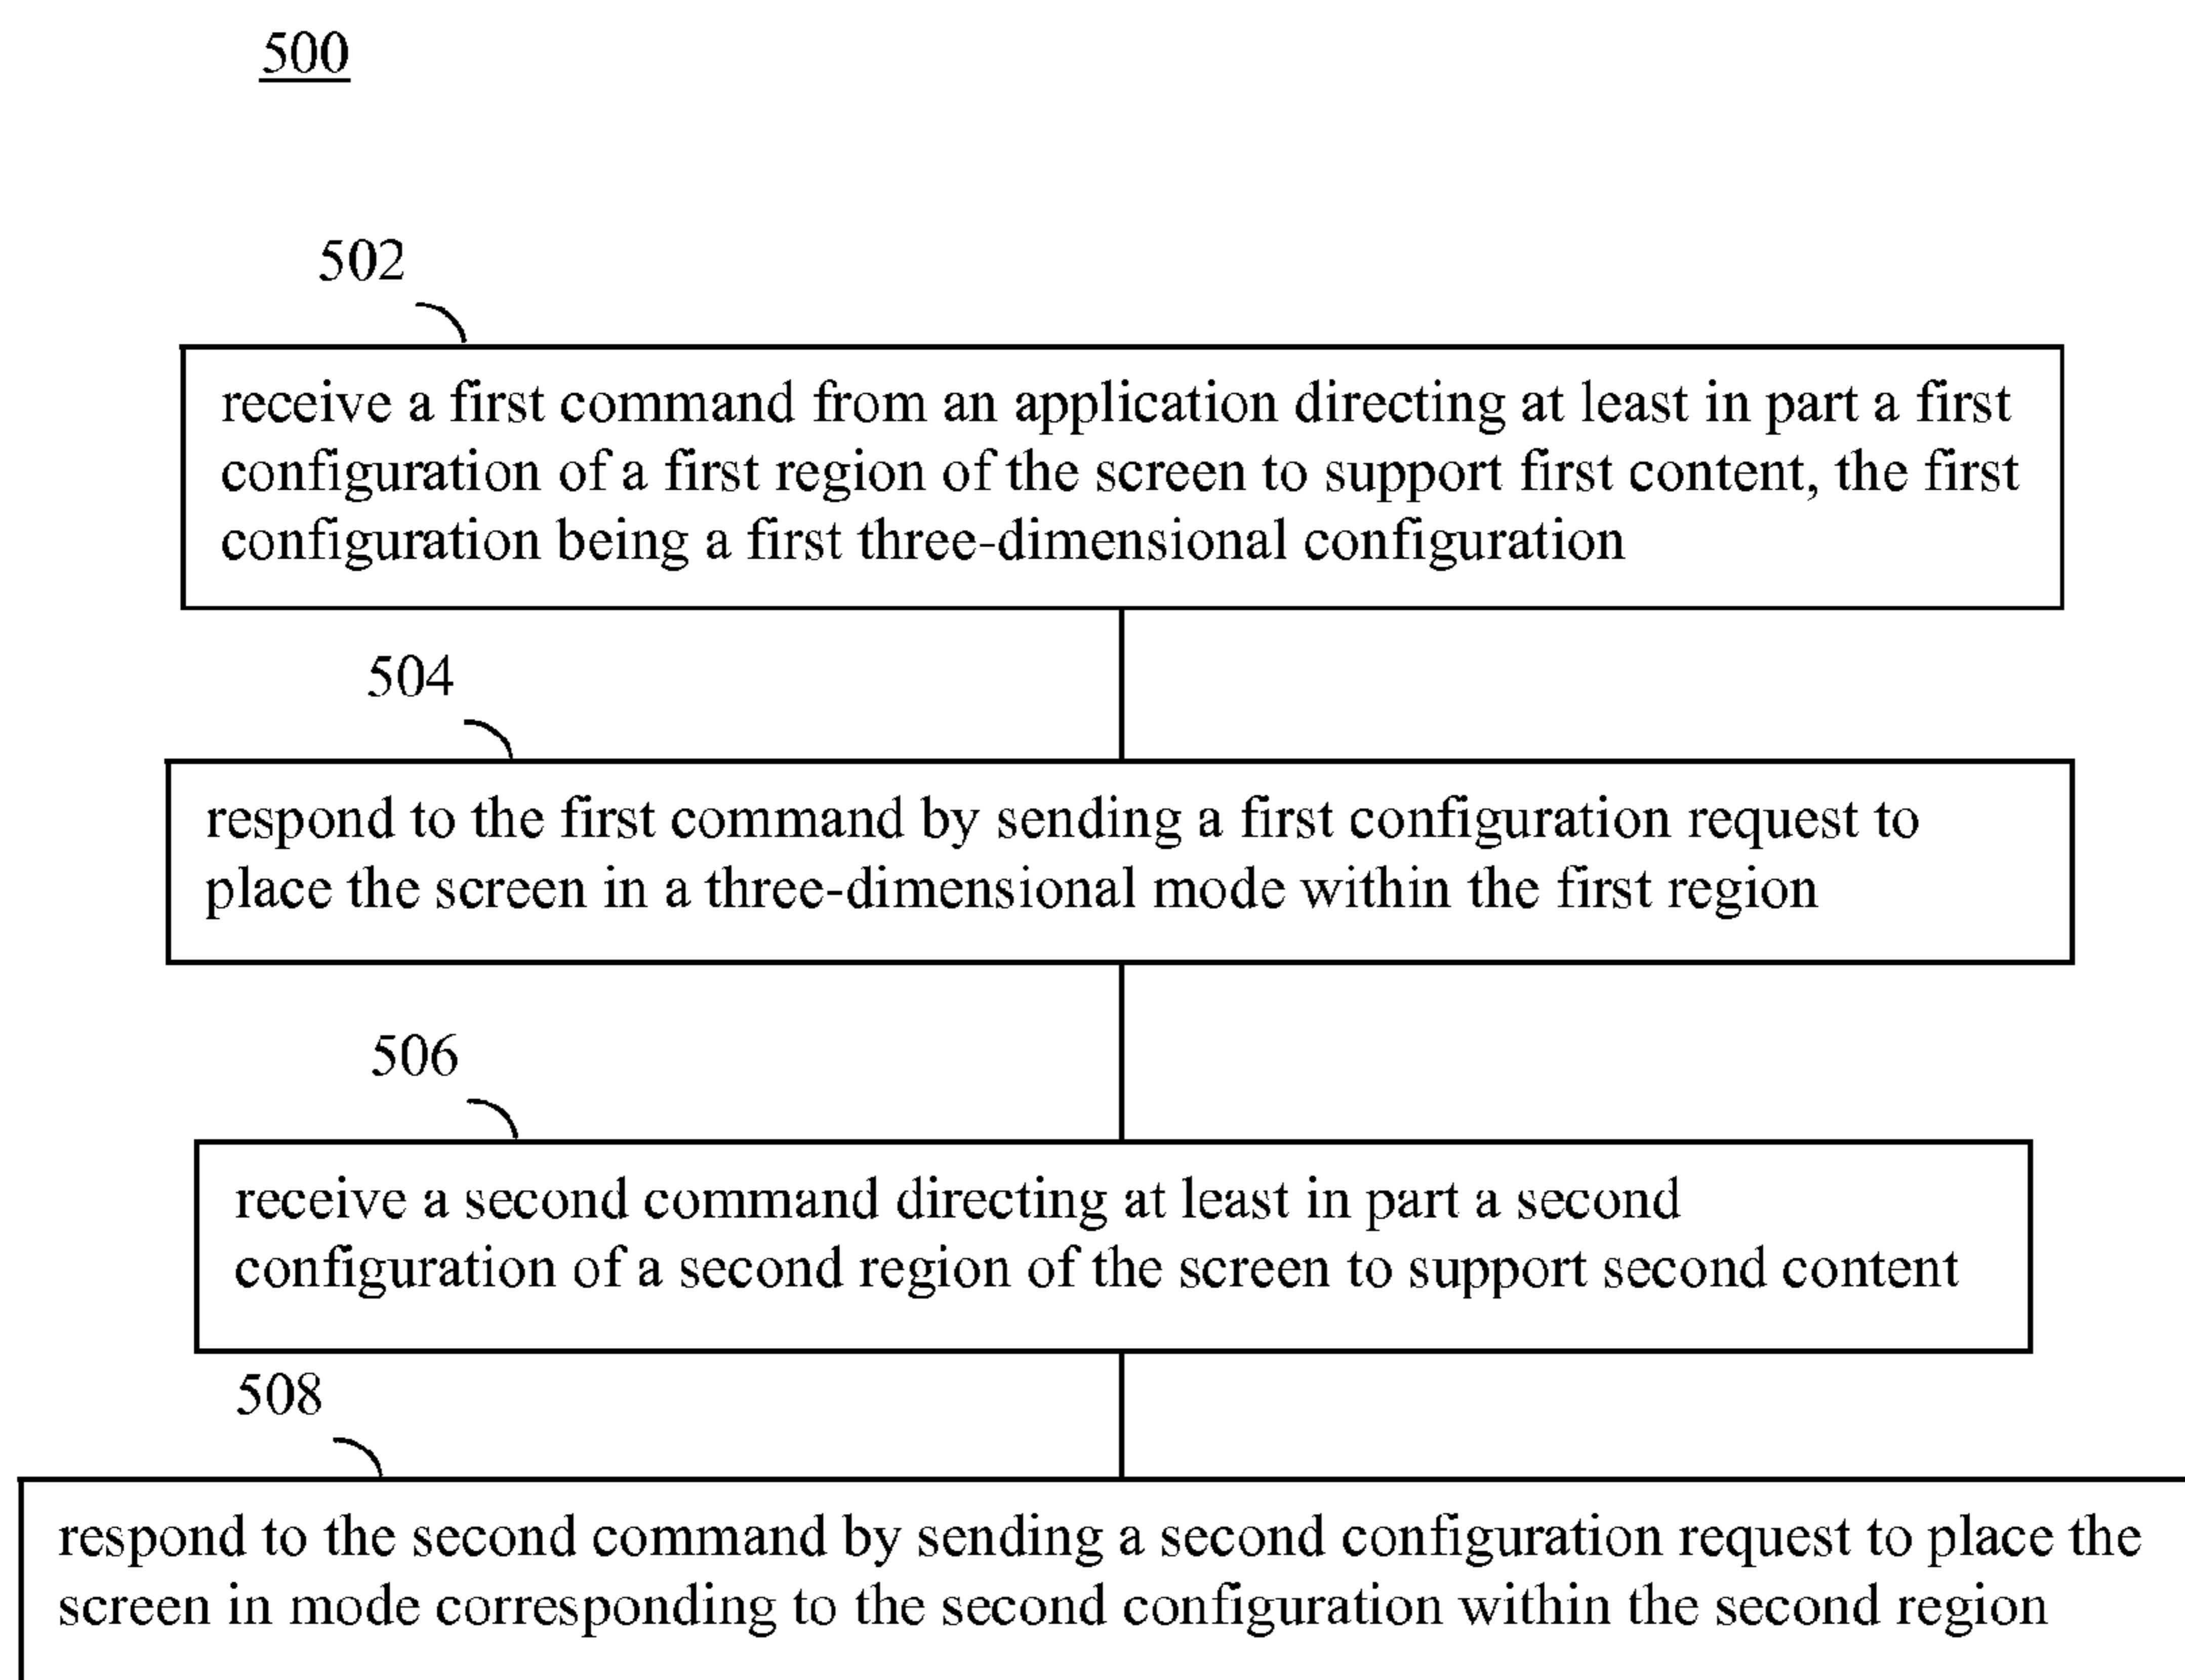 500
502
receive a first command from an application directing at least in part a first
configuration of a first region of the screen to support first content, the first
configuration being a first three-dimensional configuration
504
respond to the first command by sending a first configuration request to
place the screen in a three-dimensional mode within the first region
506
receive a second command directing at least in part a second
configuration of a second region of the screen to support second content
508
respond to the second command by sending a second configuration request to place the
screen in mode corresponding to the second configuration within the second region